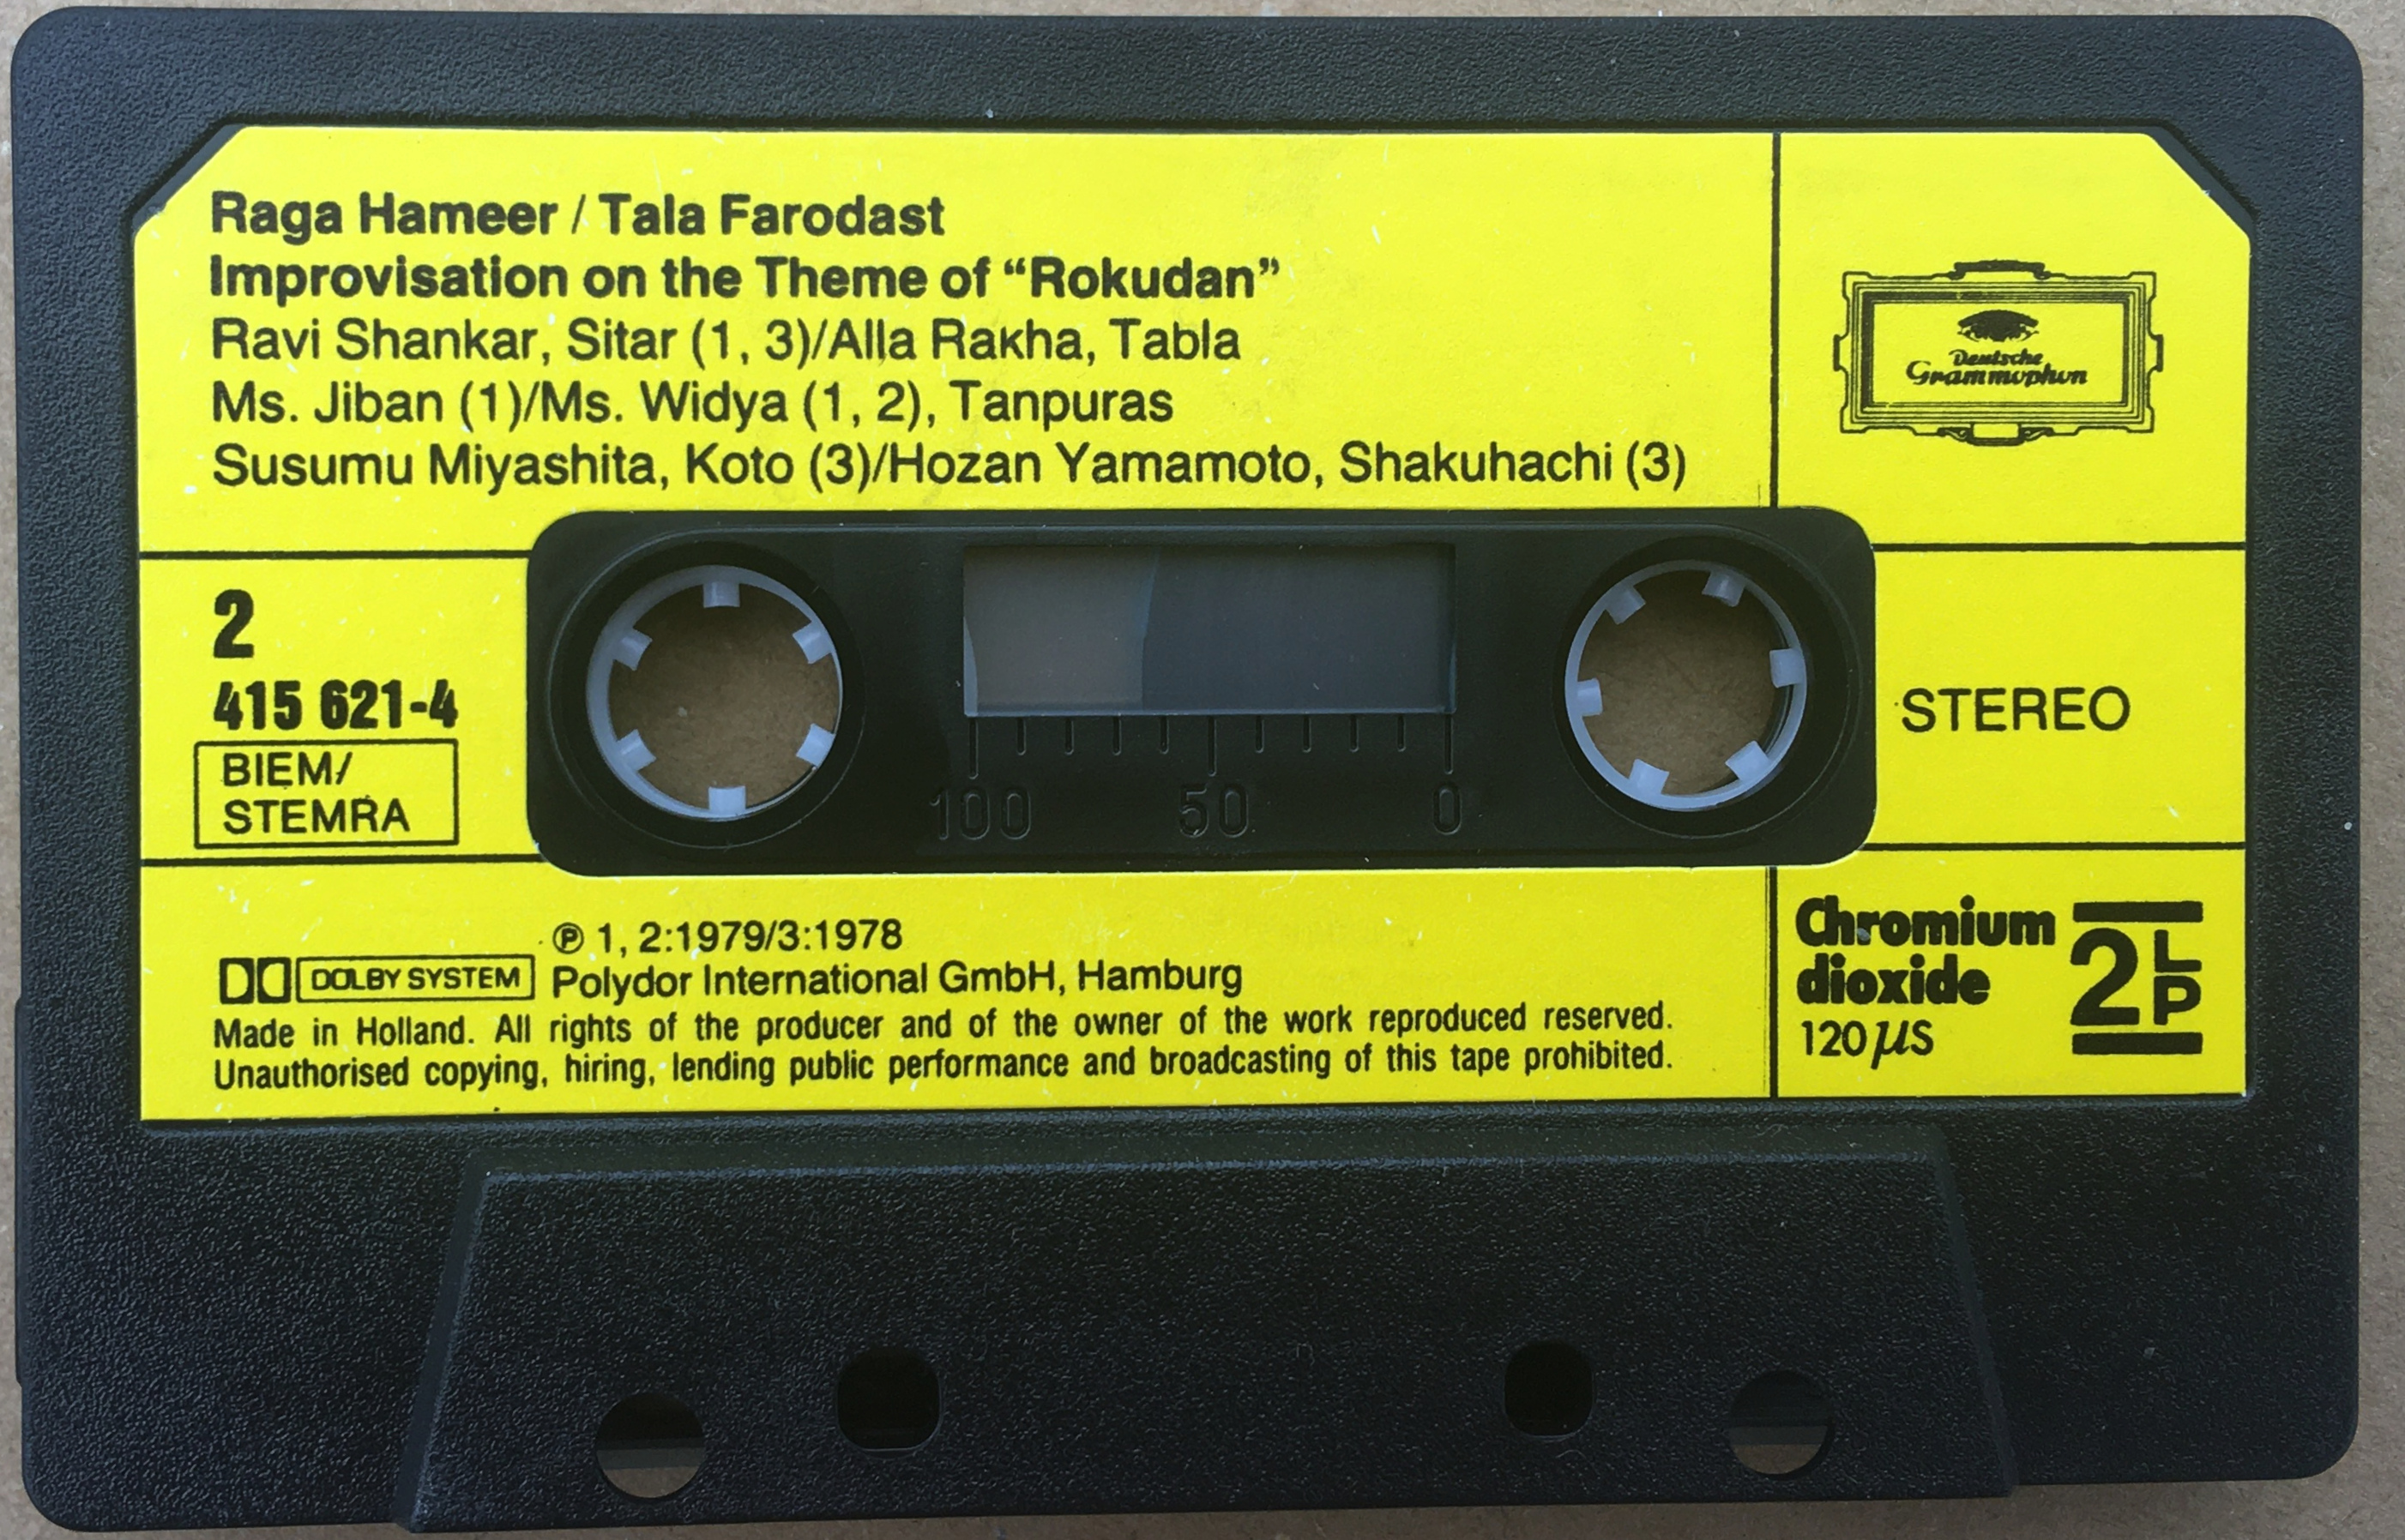 Raga Hameer / Tala Farodast
Improvisation on the Theme of “Rokudan”
Ravi Shankar, Sitar (1, 3)/Alla Rakha, Tabla
Ms. Jiban (1)/Ms. Widya (1, 2), Tanpuras
Susumu Miyashita, Koto (3)/Hozan Yamamoto, Shakuhachi (3)
Deutsche
Grammophon
2
415 621-4
BIEM/
STEMRA
100 50 0
STEREO
℗ 1, 2:1979/3:1978
DOLBY SYSTEM Polydor International GmbH, Hamburg
Made in Holland. All rights of the producer and of the owner of the work reproduced reserved.
Unauthorised copying, hiring, lending public performance and broadcasting of this tape prohibited.
Chromium
dioxide
120 µs
2LP